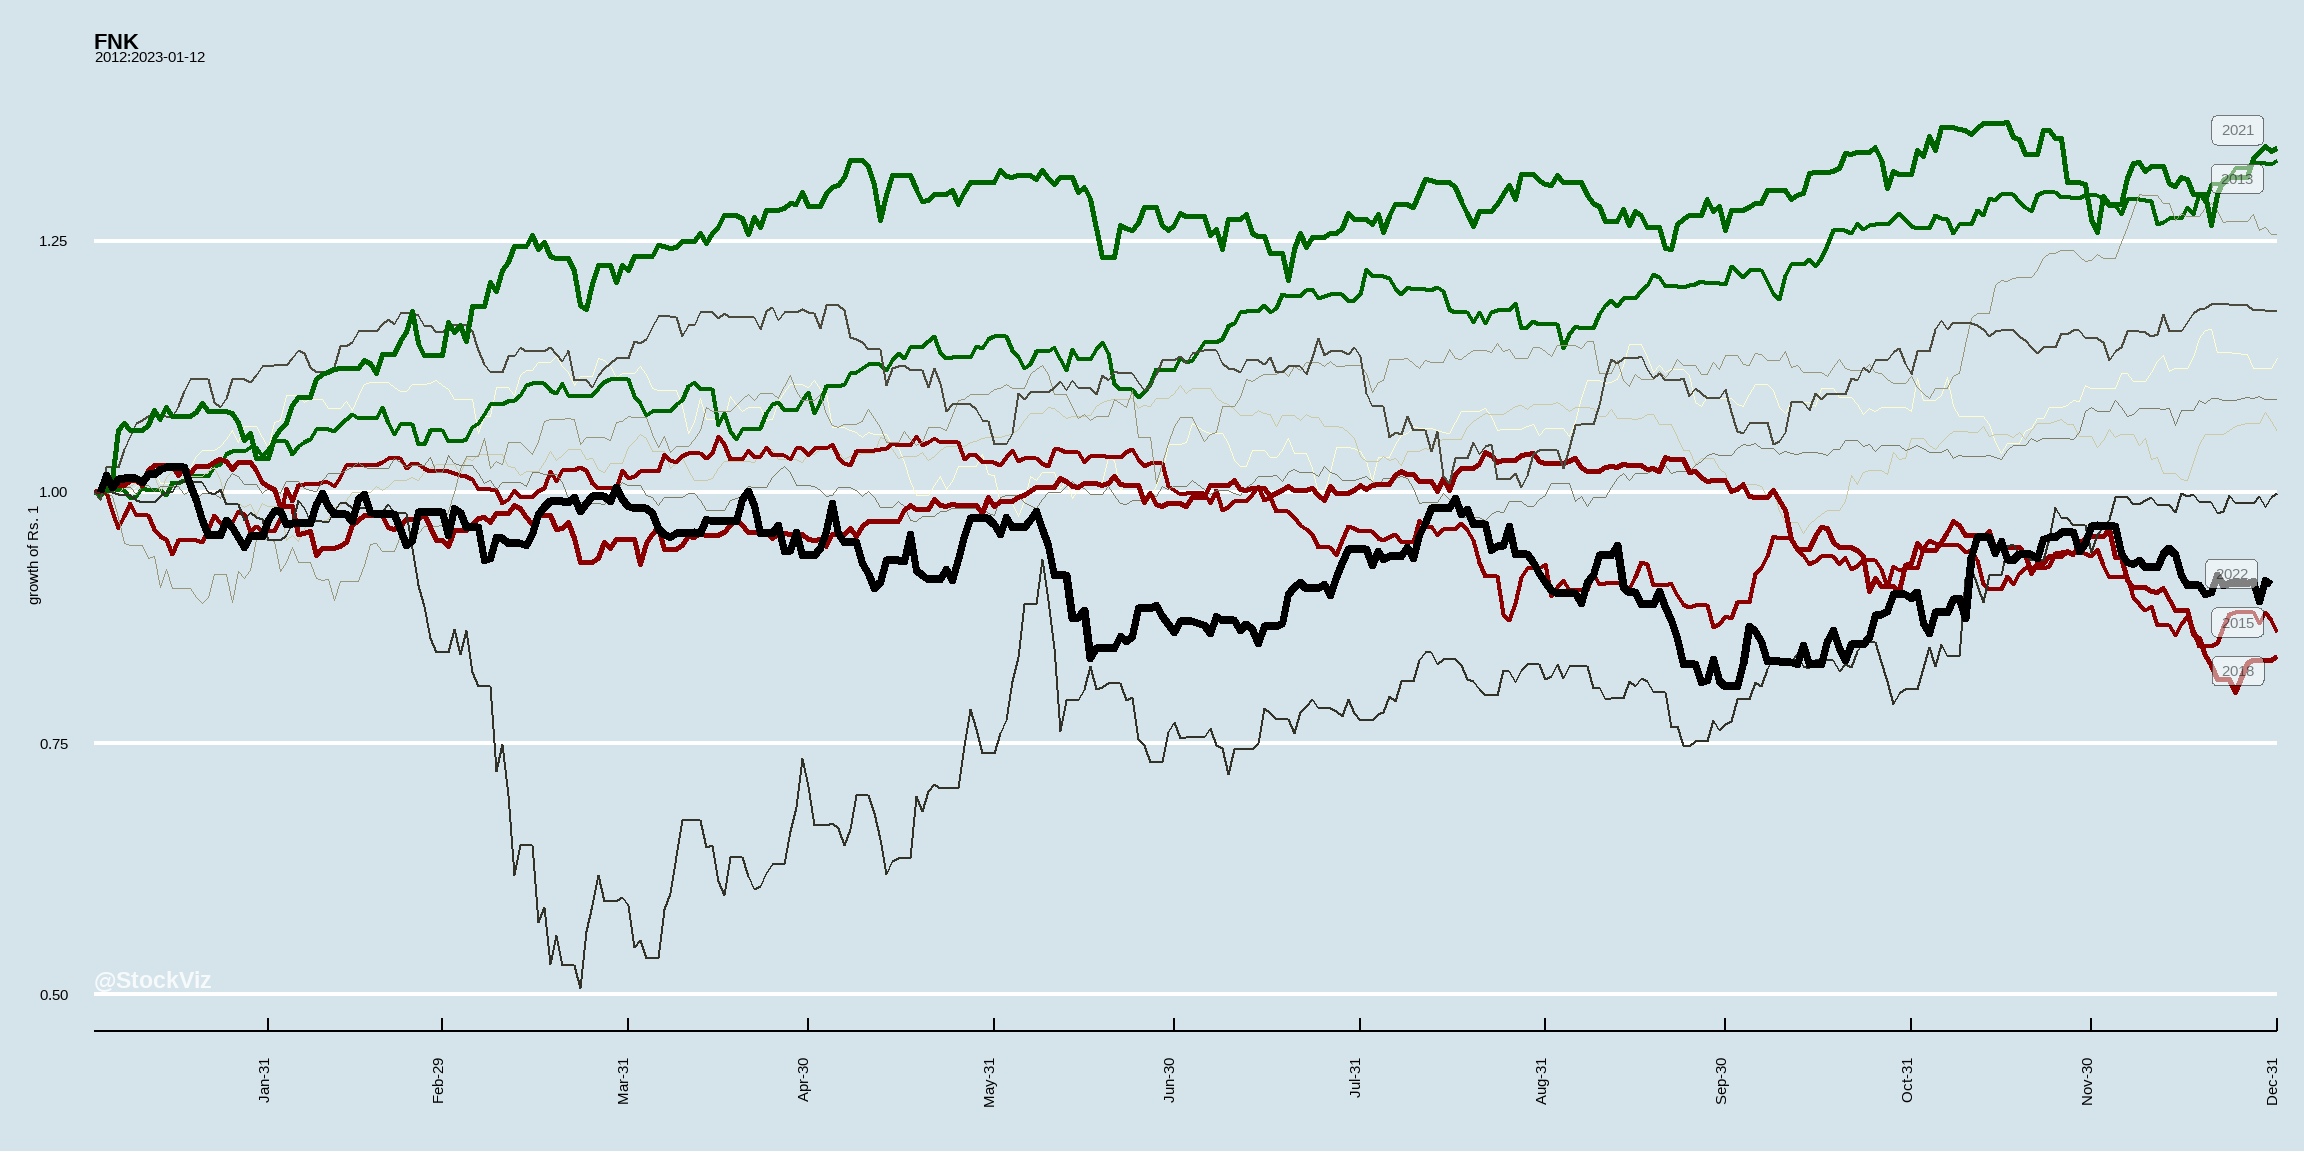 FNK
2012:2023-01-12
2021
2013
1.25
1.00
growth of Rs. 1
2022
2015
2018
0.75
@StockViz
0.50
Jan-31
Feb-29
Mar-31
Apr-30
May-31
Jun-30
Jul-31
Aug-31
Sep-30
Oct-31
Nov-30
Dec-31